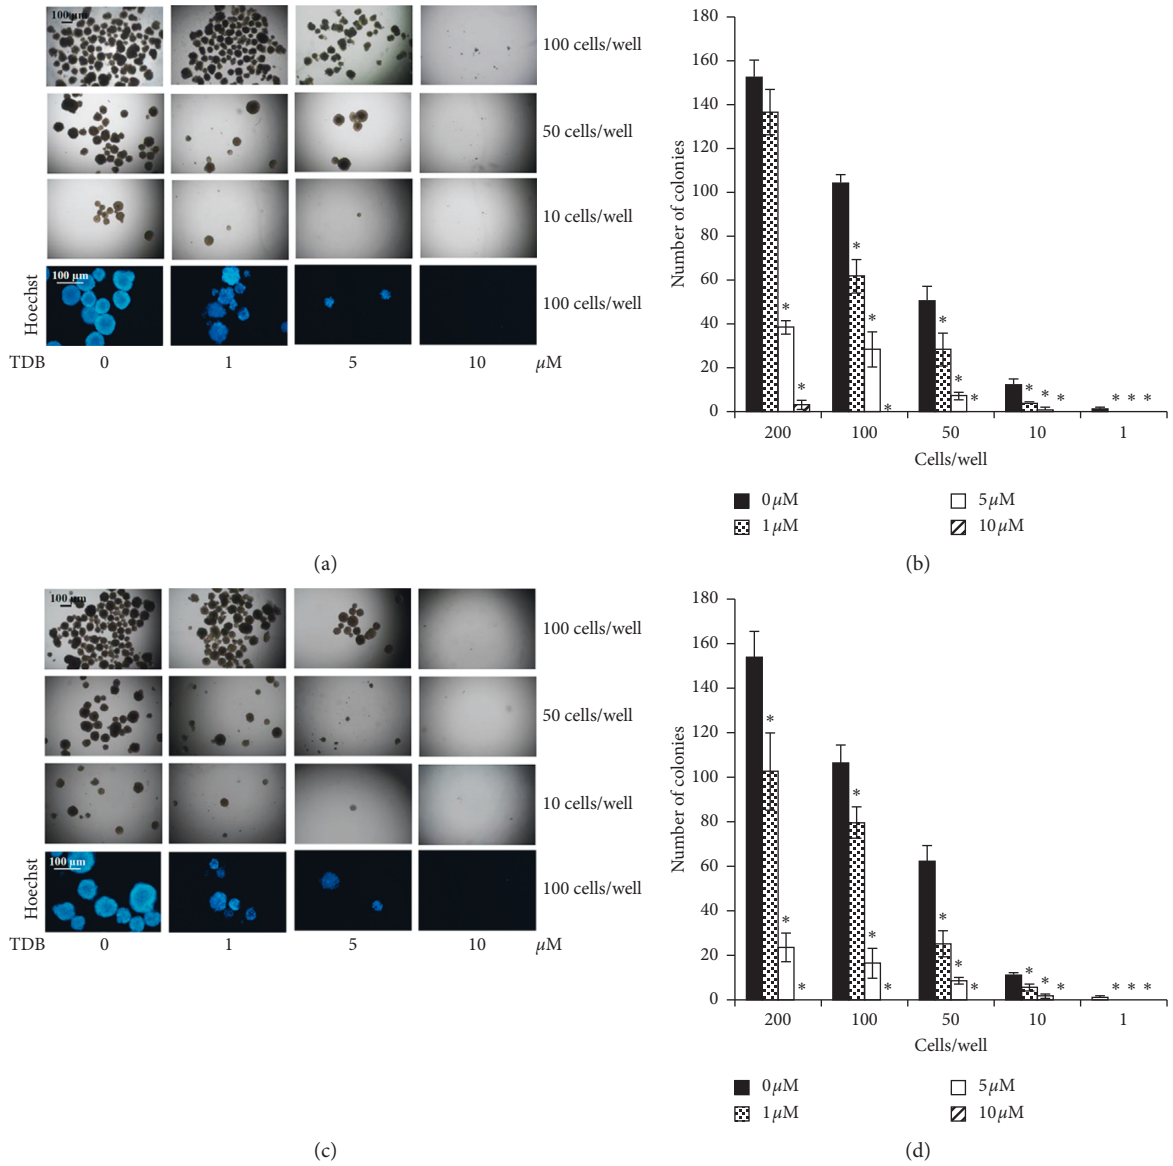 100 μm
100 cells/well
50 cells/well
10 cells/well
Hoechst
100 μm
100 cells/well
TDB 0 1 5 10 μM
(a)
Number of colonies
180
160
140
120
100
80
60
40
20
0
*
*
*
*
*
*
*
*
*
*
*
* * *
200 100 50 10 1
Cells/well
0 μM
1 μM
5 μM
10 μM
(b)
100 μm
100 cells/well
50 cells/well
10 cells/well
Hoechst
100 μm
100 cells/well
TDB 0 1 5 10 μM
(c)
Number of colonies
180
160
140
120
100
80
60
40
20
0
*
*
*
*
*
*
*
*
*
*
*
*
* * *
200 100 50 10 1
Cells/well
0 μM
1 μM
5 μM
10 μM
(d)